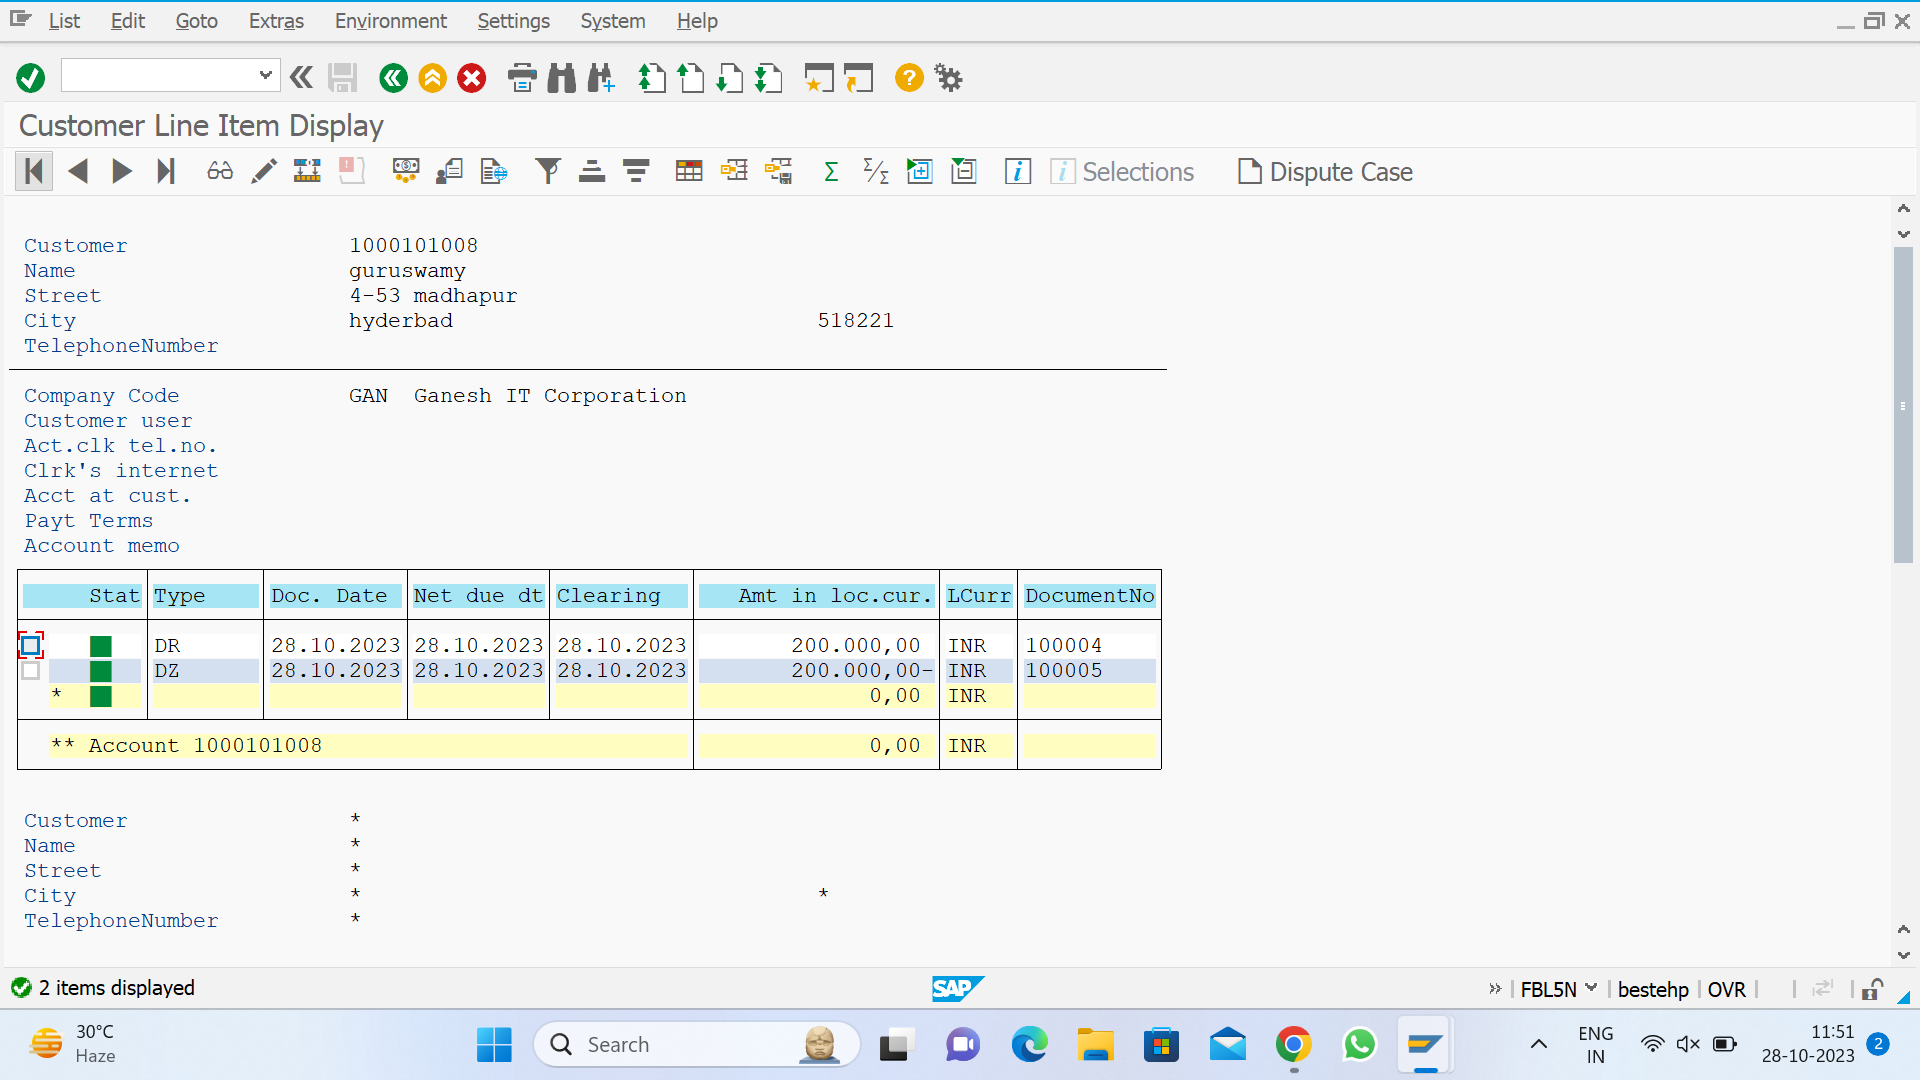 List Edit Goto Extras Environment Settings System Help
Customer Line Item Display
Selections Dispute Case
Customer 1000101008
Name guruswamy
Street 4-53 madhapur
City hyderbad 518221
TelephoneNumber
Company Code GAN Ganesh IT Corporation
Customer user
Act.clk tel.no.
Clrk's internet
Acct at cust.
Payt Terms
Account memo
Stat Type Doc. Date Net due dt Clearing Amt in loc.cur. LCurr DocumentNo
DR 28.10.2023 28.10.2023 28.10.2023 200.000,00 INR 100004
DZ 28.10.2023 28.10.2023 28.10.2023 200.000,00- INR 100005
* 0,00 INR
** Account 1000101008 0,00 INR
Customer *
Name *
Street *
City * *
TelephoneNumber *
2 items displayed SAP FBL5N bestehp OVR
30°C
Haze
Search
ENG
IN
11:51
28-10-2023
2